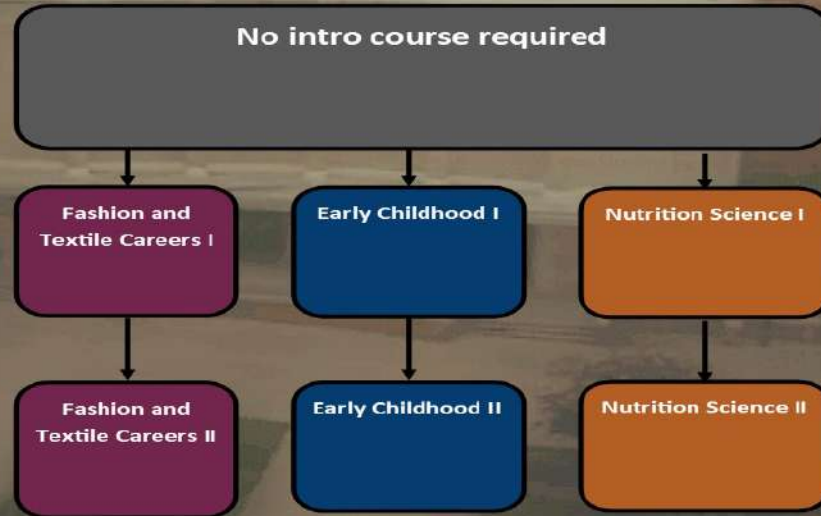 No intro course required
Fashion and
Textile Careers I
Early Childhood I
Nutrition Science I
Fashion and
Textile Careers II
Early Childhood II
Nutrition Science II